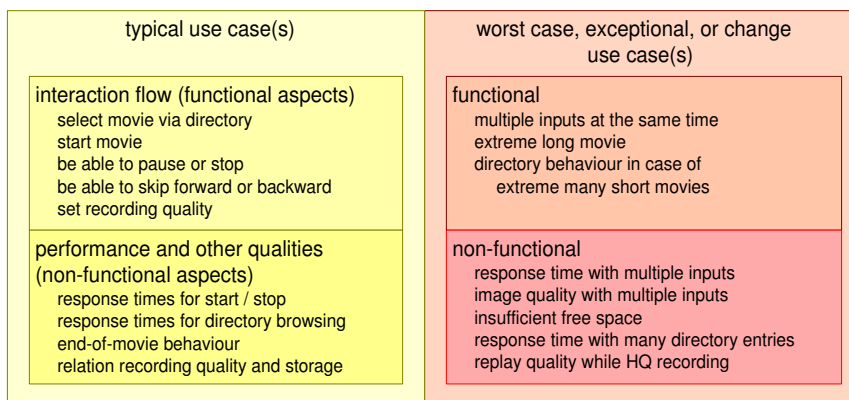 typical use case(s)
interaction flow (functional aspects)
select movie via directory
start movie
be able to pause or stop
be able to skip forward or backward
set recording quality
performance and other qualities
(non-functional aspects)
response times for start / stop
response times for directory browsing
end-of-movie behaviour
relation recording quality and storage
worst case, exceptional, or change
use case(s)
functional
multiple inputs at the same time
extreme long movie
directory behaviour in case of
extreme many short movies
non-functional
response time with multiple inputs
image quality with multiple inputs
insufficient free space
response time with many directory entries
replay quality while HQ recording